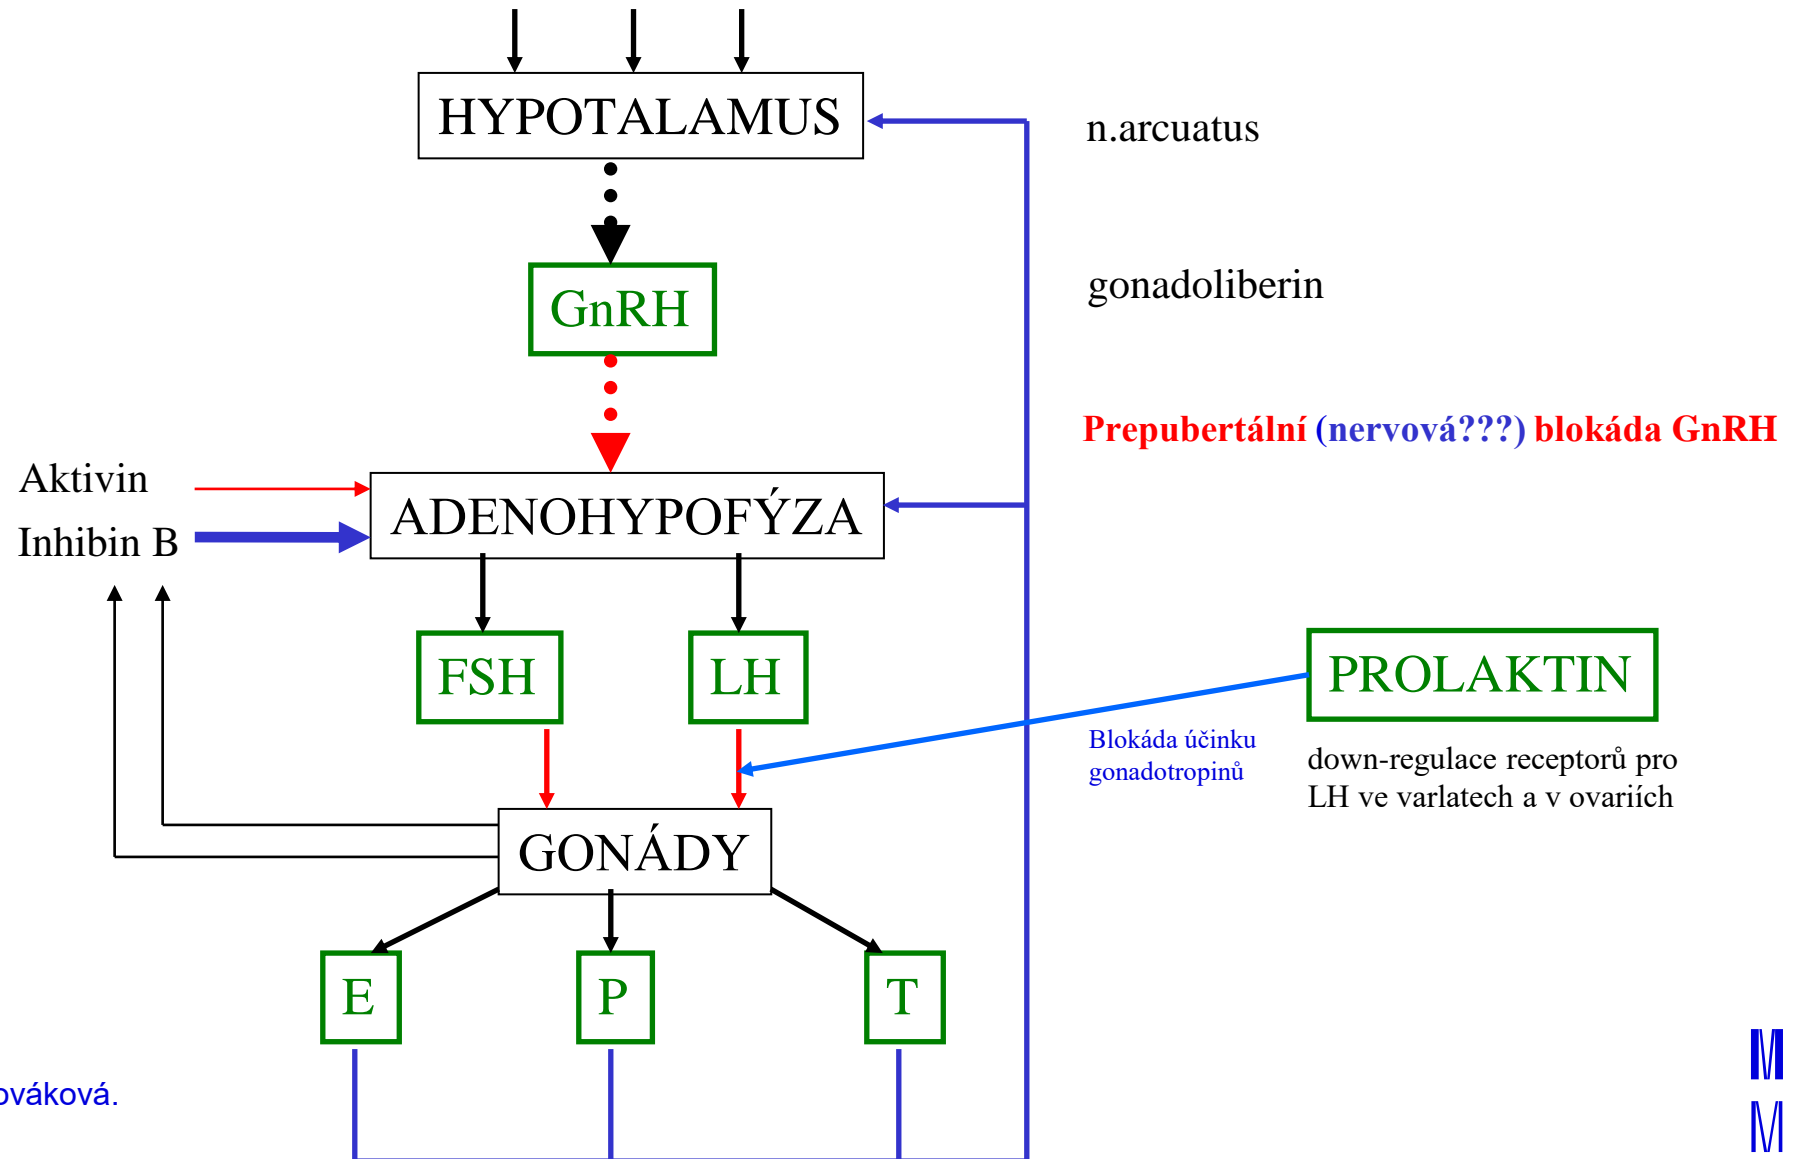 HYPOTALAMUS
n.arcuatus
GnRH
gonadoliberin
Prepubertální (nervová???) blokáda GnRH
Aktivin
ADENOHYPOFÝZA
Inhibin B
FSH
LH
PROLAKTIN
Blokáda účinku
gonadotropinů
down-regulace receptorů pro
LH ve varlatech a v ovariích
GONÁDY
E
P
T
ováková.
M
M